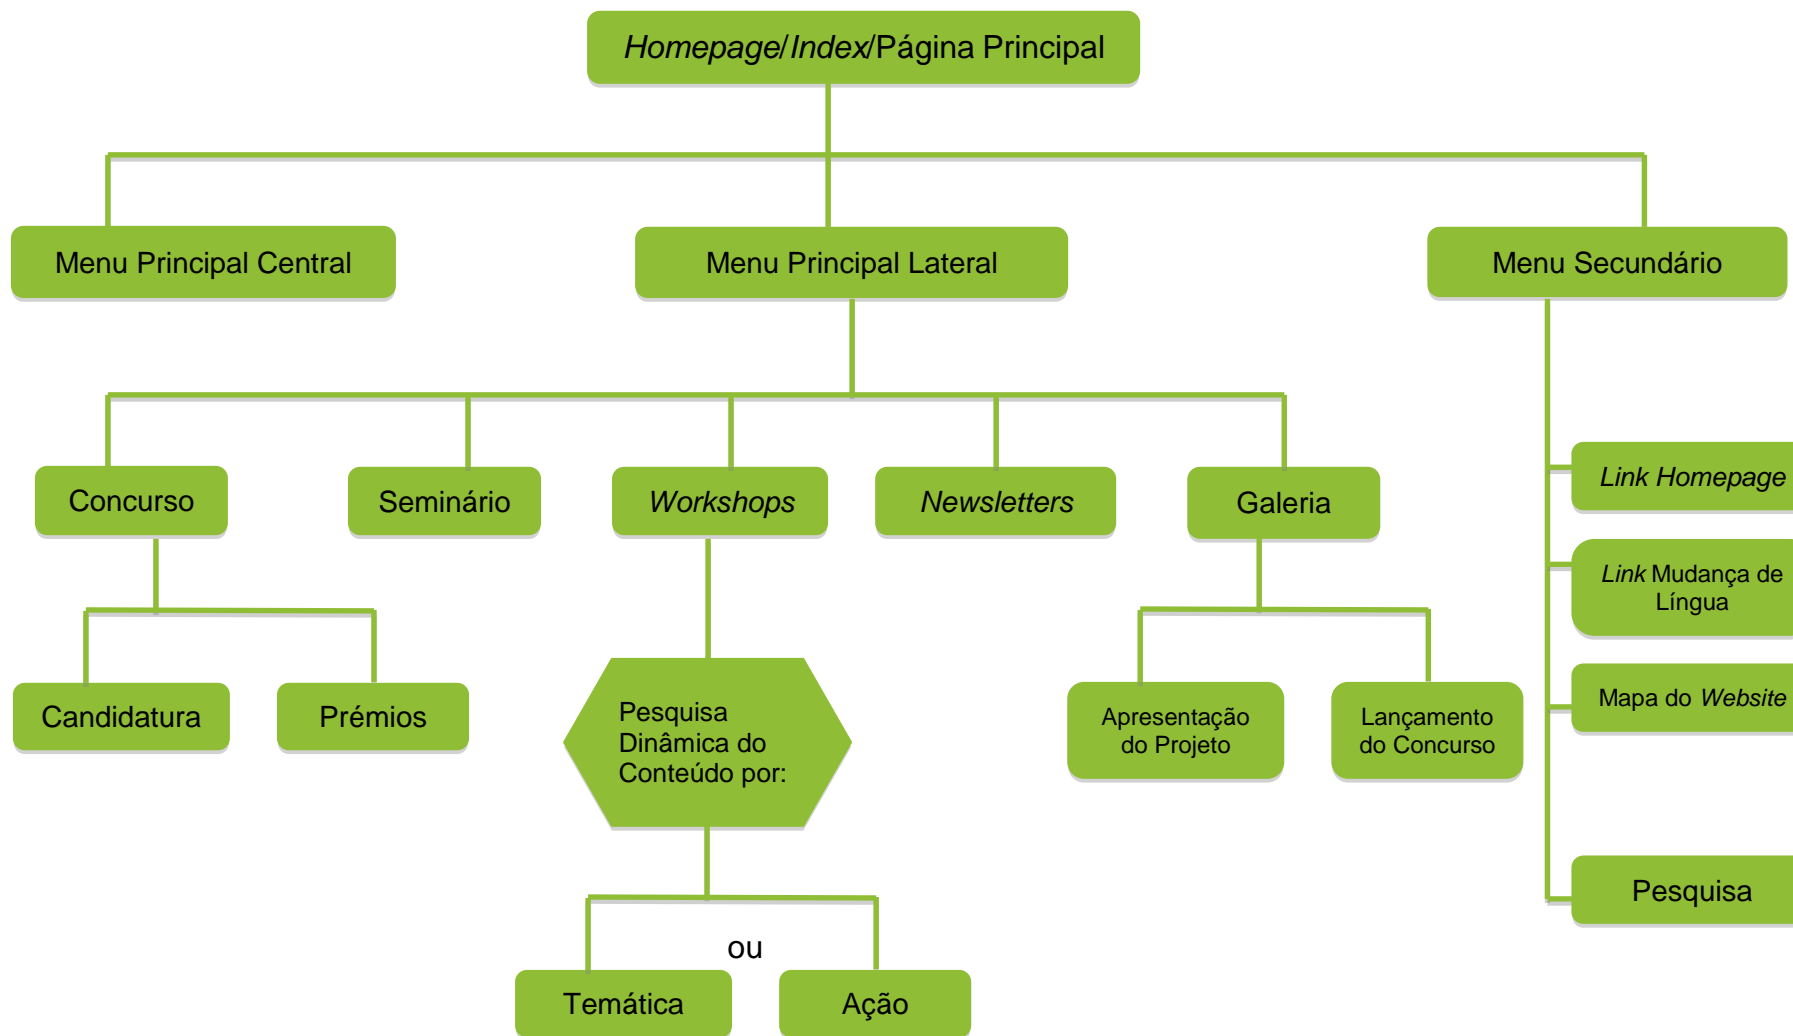 Homepage/Index/Página Principal
Menu Principal Central
Menu Principal Lateral
Menu Secundário
Concurso
Seminário
Workshops
Newsletters
Galeria
Link Homepage
Link Mudança de
Língua
Mapa do Website
Pesquisa
Candidatura
Prémios
Pesquisa
Dinâmica do
Conteúdo por:
Apresentação
do Projeto
Lançamento
do Concurso
ou
Temática
Ação